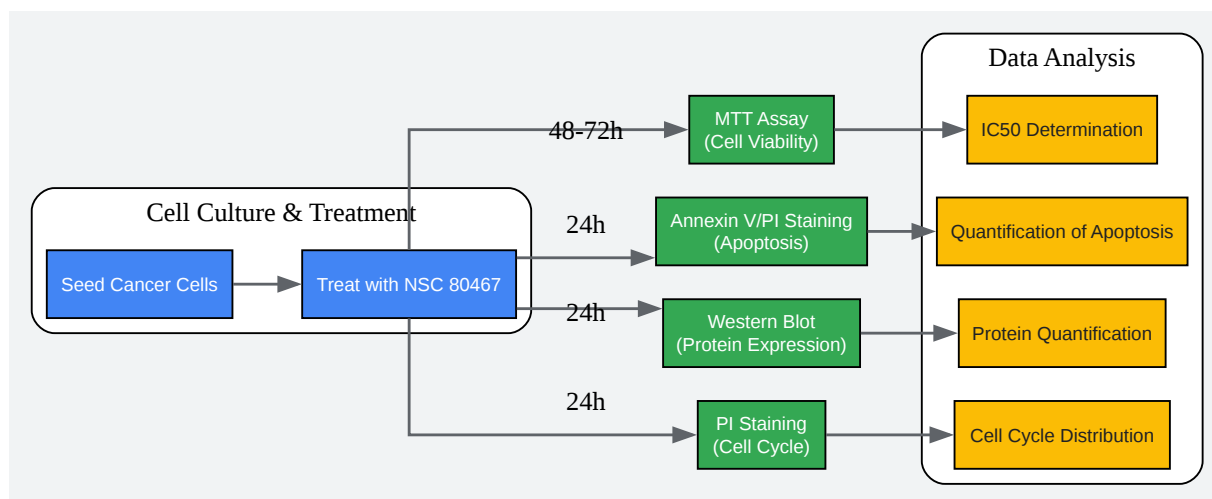 Data Analysis
48-72h
MTT Assay
(Cell Viability)
IC50 Determination
Cell Culture & Treatment
24h
Annexin V/PI Staining
(Apoptosis)
Quantification of Apoptosis
Seed Cancer Cells
Treat with NSC 80467
24h
Western Blot
(Protein Expression)
Protein Quantification
24h
PI Staining
(Cell Cycle)
Cell Cycle Distribution